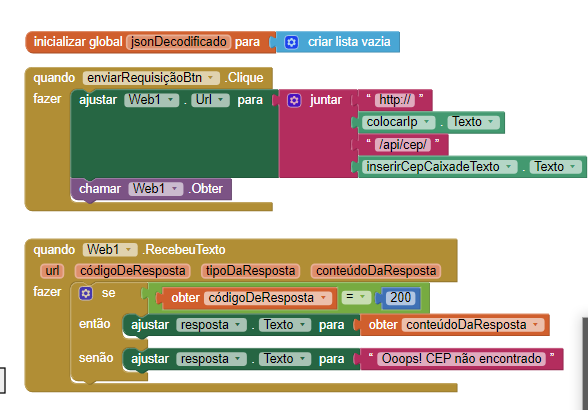 inicializar global jsonDecodificado para criar lista vazia
quando enviarRequisiçãoBtn .Clique
fazer ajustar Web1 . Url para juntar “ http:// ”
colocarIp . Texto
“ /api/cep/ ”
inserirCepCaixadeTexto . Texto
chamar Web1 .Obter
quando Web1 .RecebeuTexto
url códigoDeResposta tipoDaResposta conteúdoDaResposta
fazer se obter códigoDeResposta = 200
então ajustar resposta . Texto para obter conteúdoDaResposta
senão ajustar resposta . Texto para “ Ooops! CEP não encontrado ”